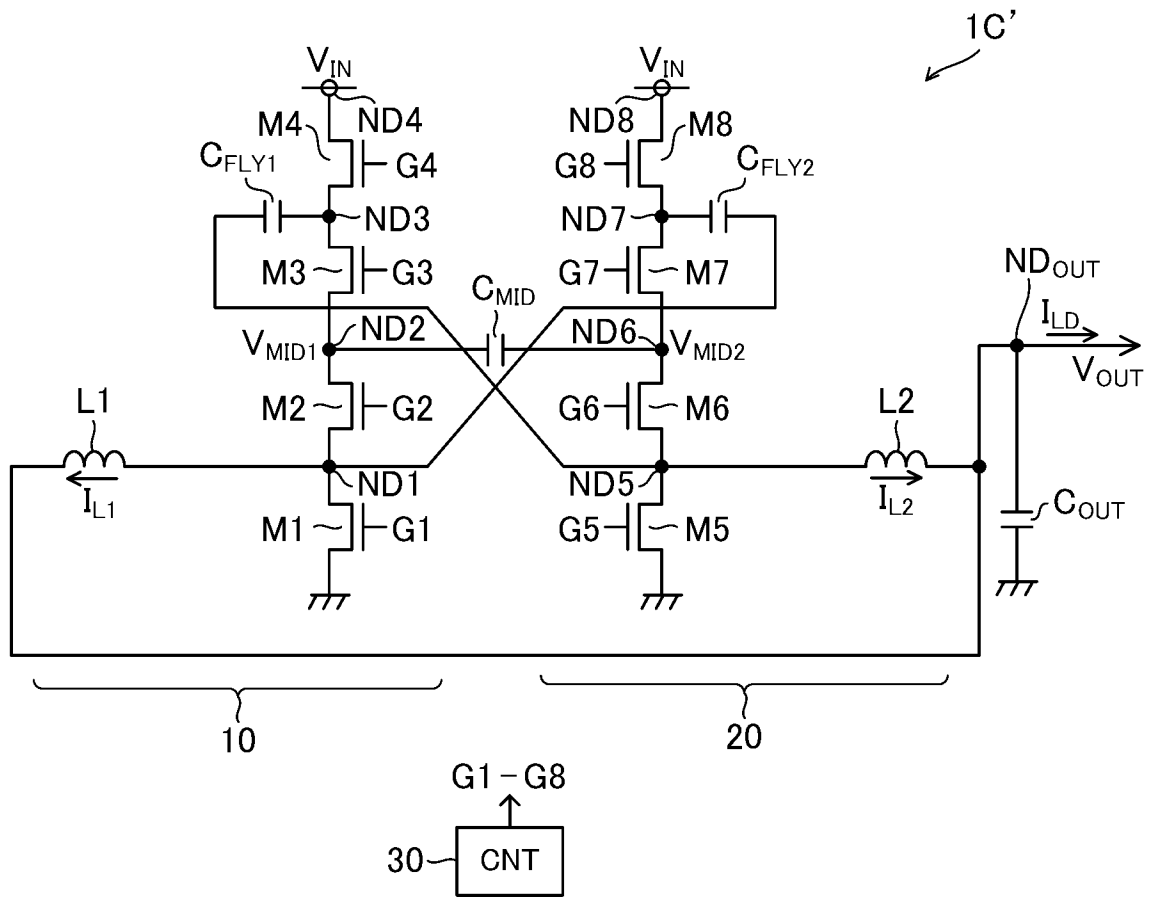 1C’
V_IN
V_IN
ND4
ND8
M4
M8
C_FLY1
G4
G8
C_FLY2
ND3
ND7
M3
G3
G7
M7
ND_OUT
C_MID
I_LD
ND2
ND6
V_MID1
V_MID2
V_OUT
L1
M2
G2
G6
M6
L2
I_L1
ND1
ND5
I_L2
M1
G1
G5
M5
C_OUT
10
20
G1-G8
30
CNT